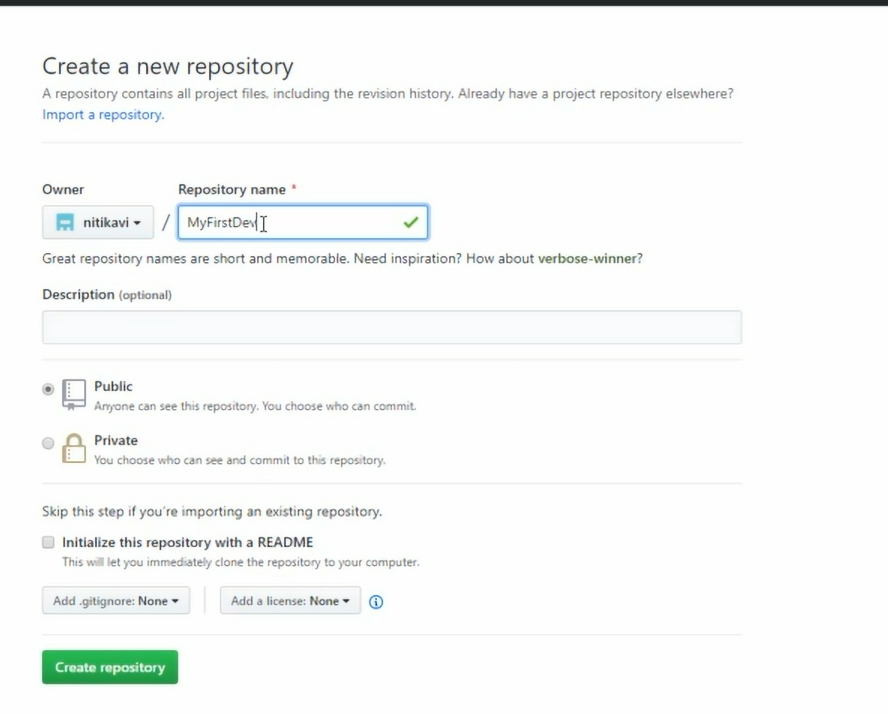 Create a new repository
A repository contains all project files, including the revision history. Already have a project repository elsewhere?
Import a repository.
Owner Repository name *
nitikavi / MyFirstDev
Great repository names are short and memorable. Need inspiration? How about verbose-winner?
Description (optional)
Public
Anyone can see this repository. You choose who can commit.
Private
You choose who can see and commit to this repository.
Skip this step if you're importing an existing repository.
Initialize this repository with a README
This will let you immediately clone the repository to your computer.
Add .gitignore: None Add a license: None
Create repository